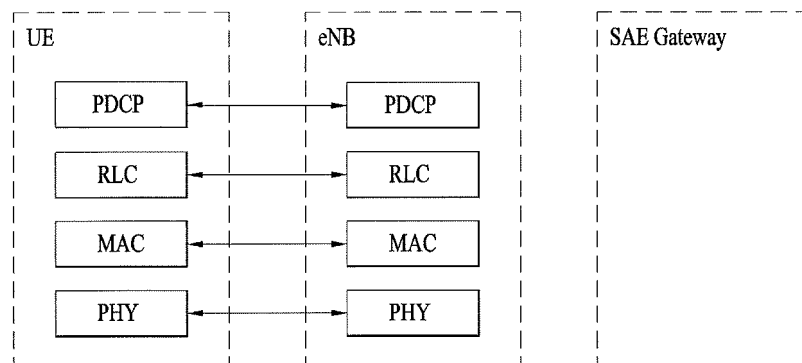 UE eNB SAE Gateway
PDCP PDCP
RLC RLC
MAC MAC
PHY PHY